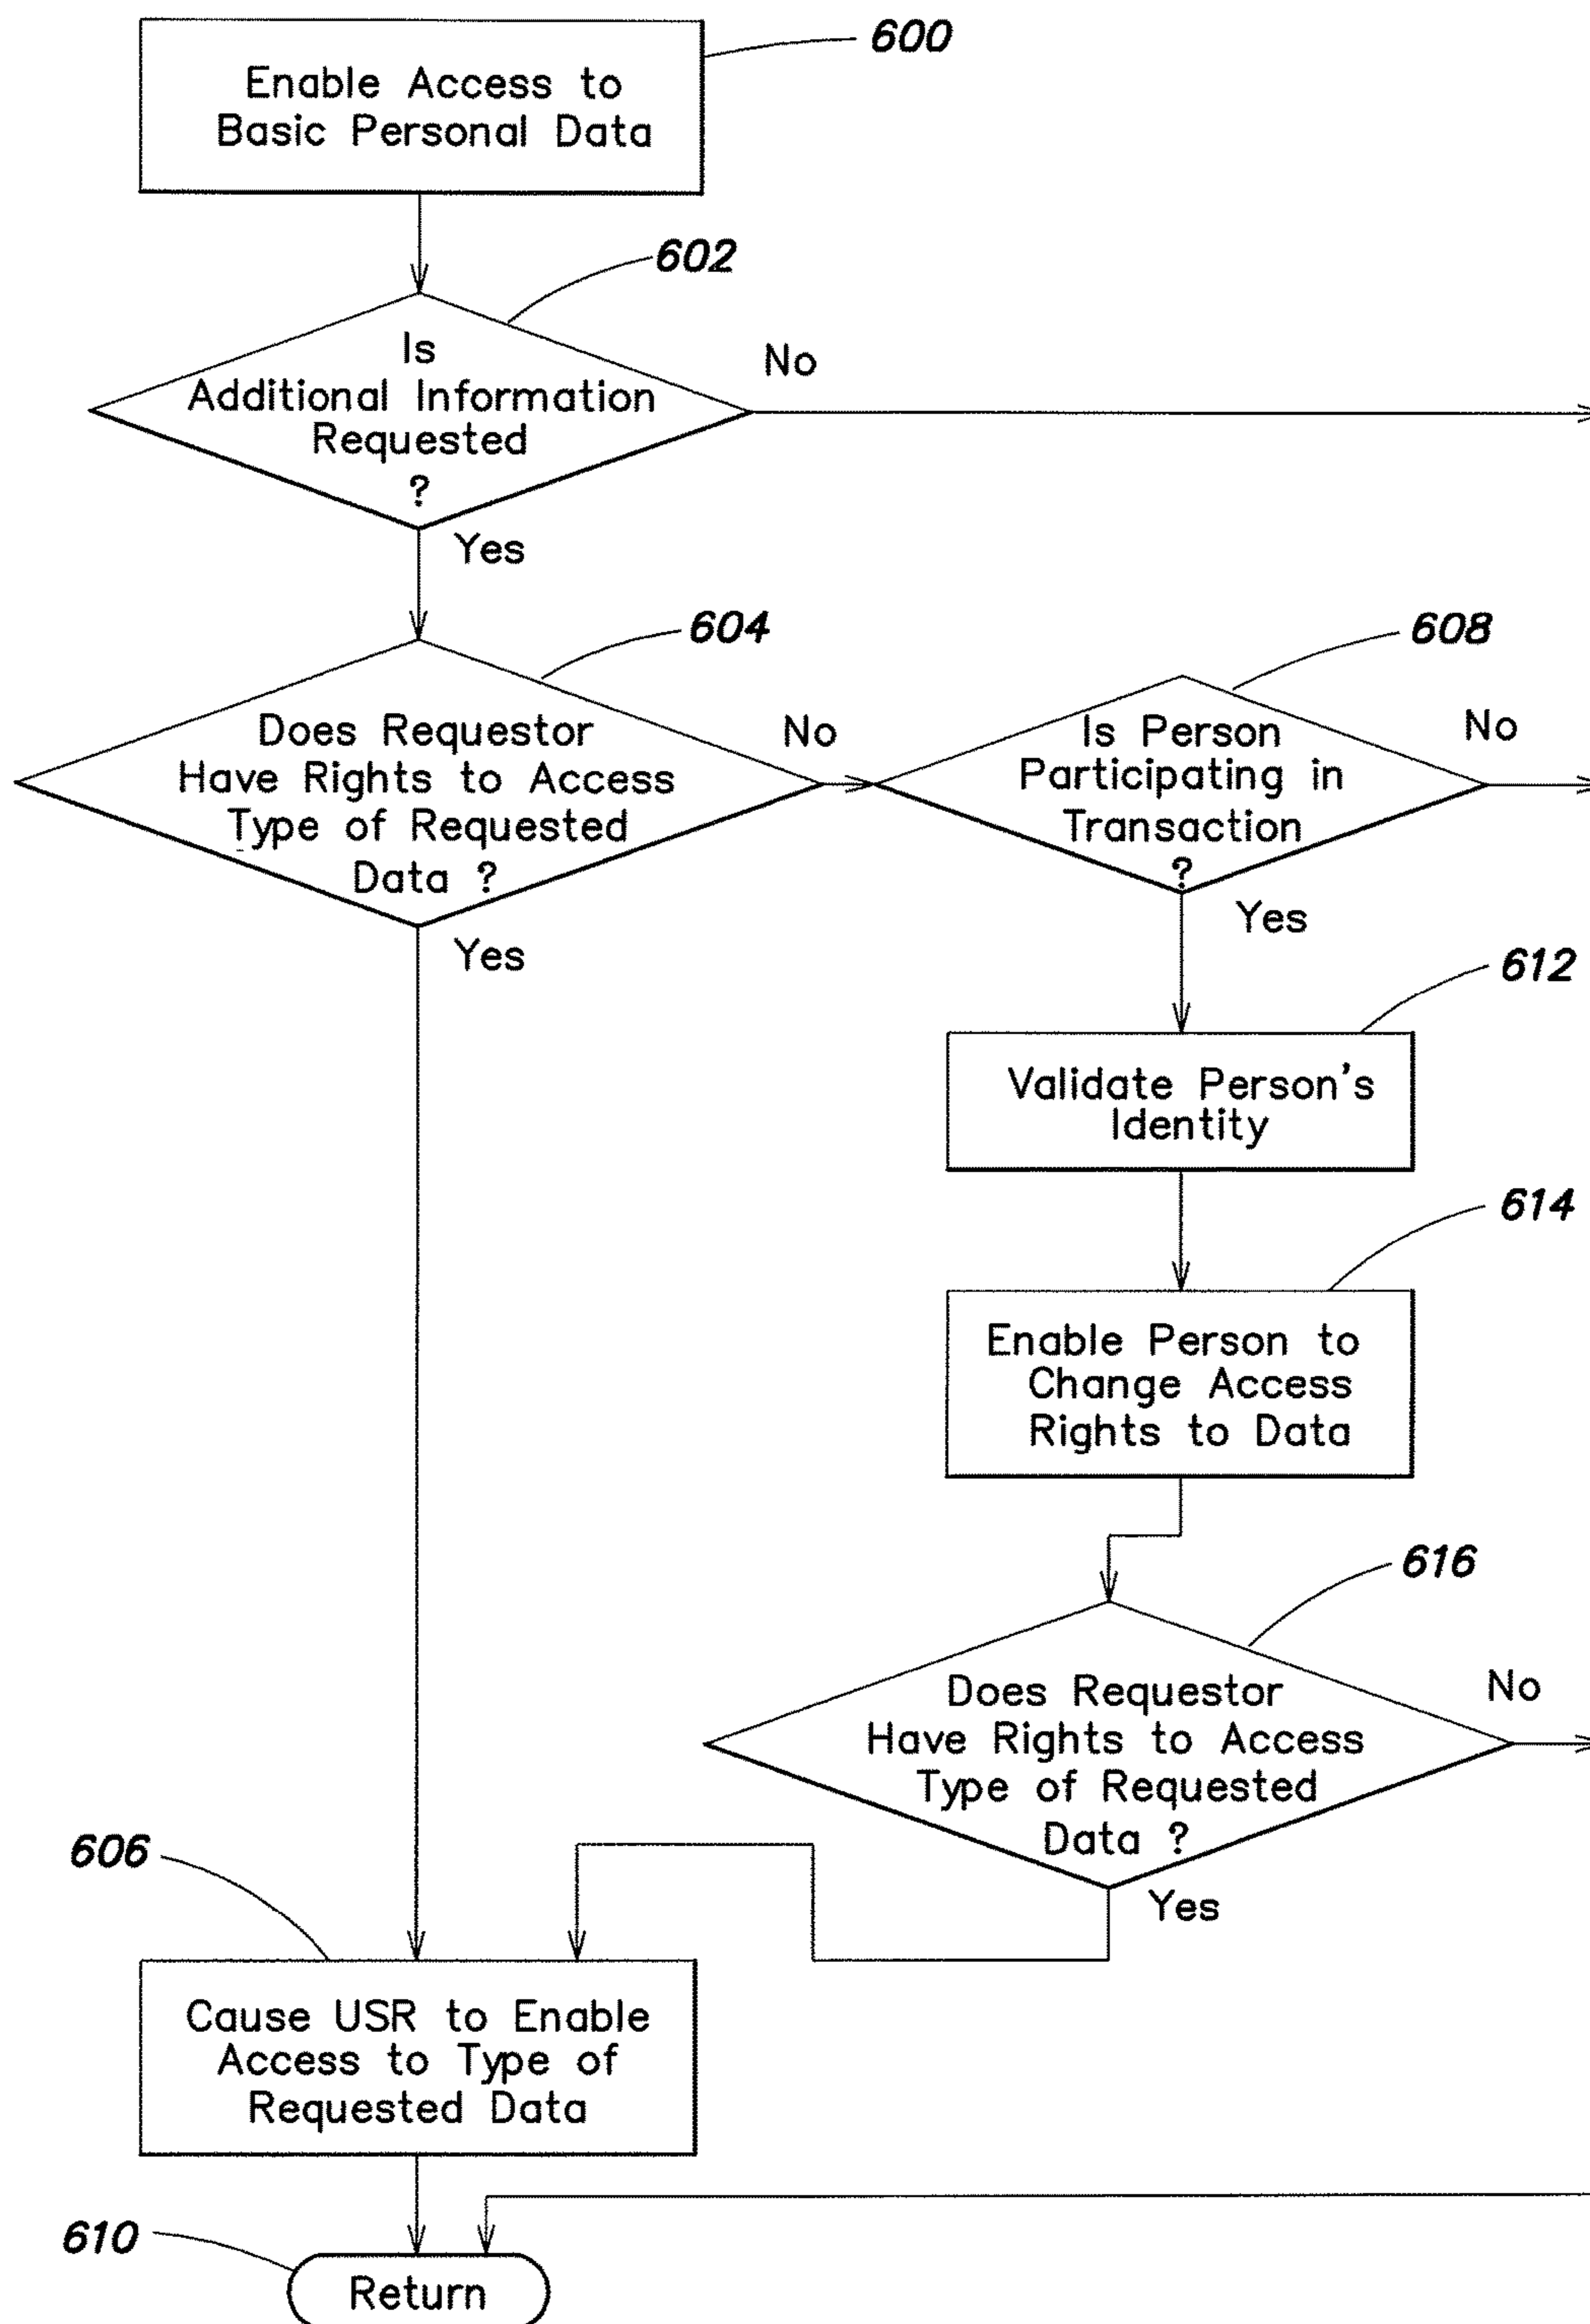 600
Enable Access to
Basic Personal Data
602
Is
Additional Information
Requested
?
No
Yes
604
Does Requestor
Have Rights to Access
Type of Requested
Data ?
No
Yes
608
Is Person
Participating in
Transaction
?
No
Yes
612
Validate Person's
Identity
614
Enable Person to
Change Access
Rights to Data
616
Does Requestor
Have Rights to Access
Type of Requested
Data ?
No
Yes
606
Cause USR to Enable
Access to Type of
Requested Data
610
Return